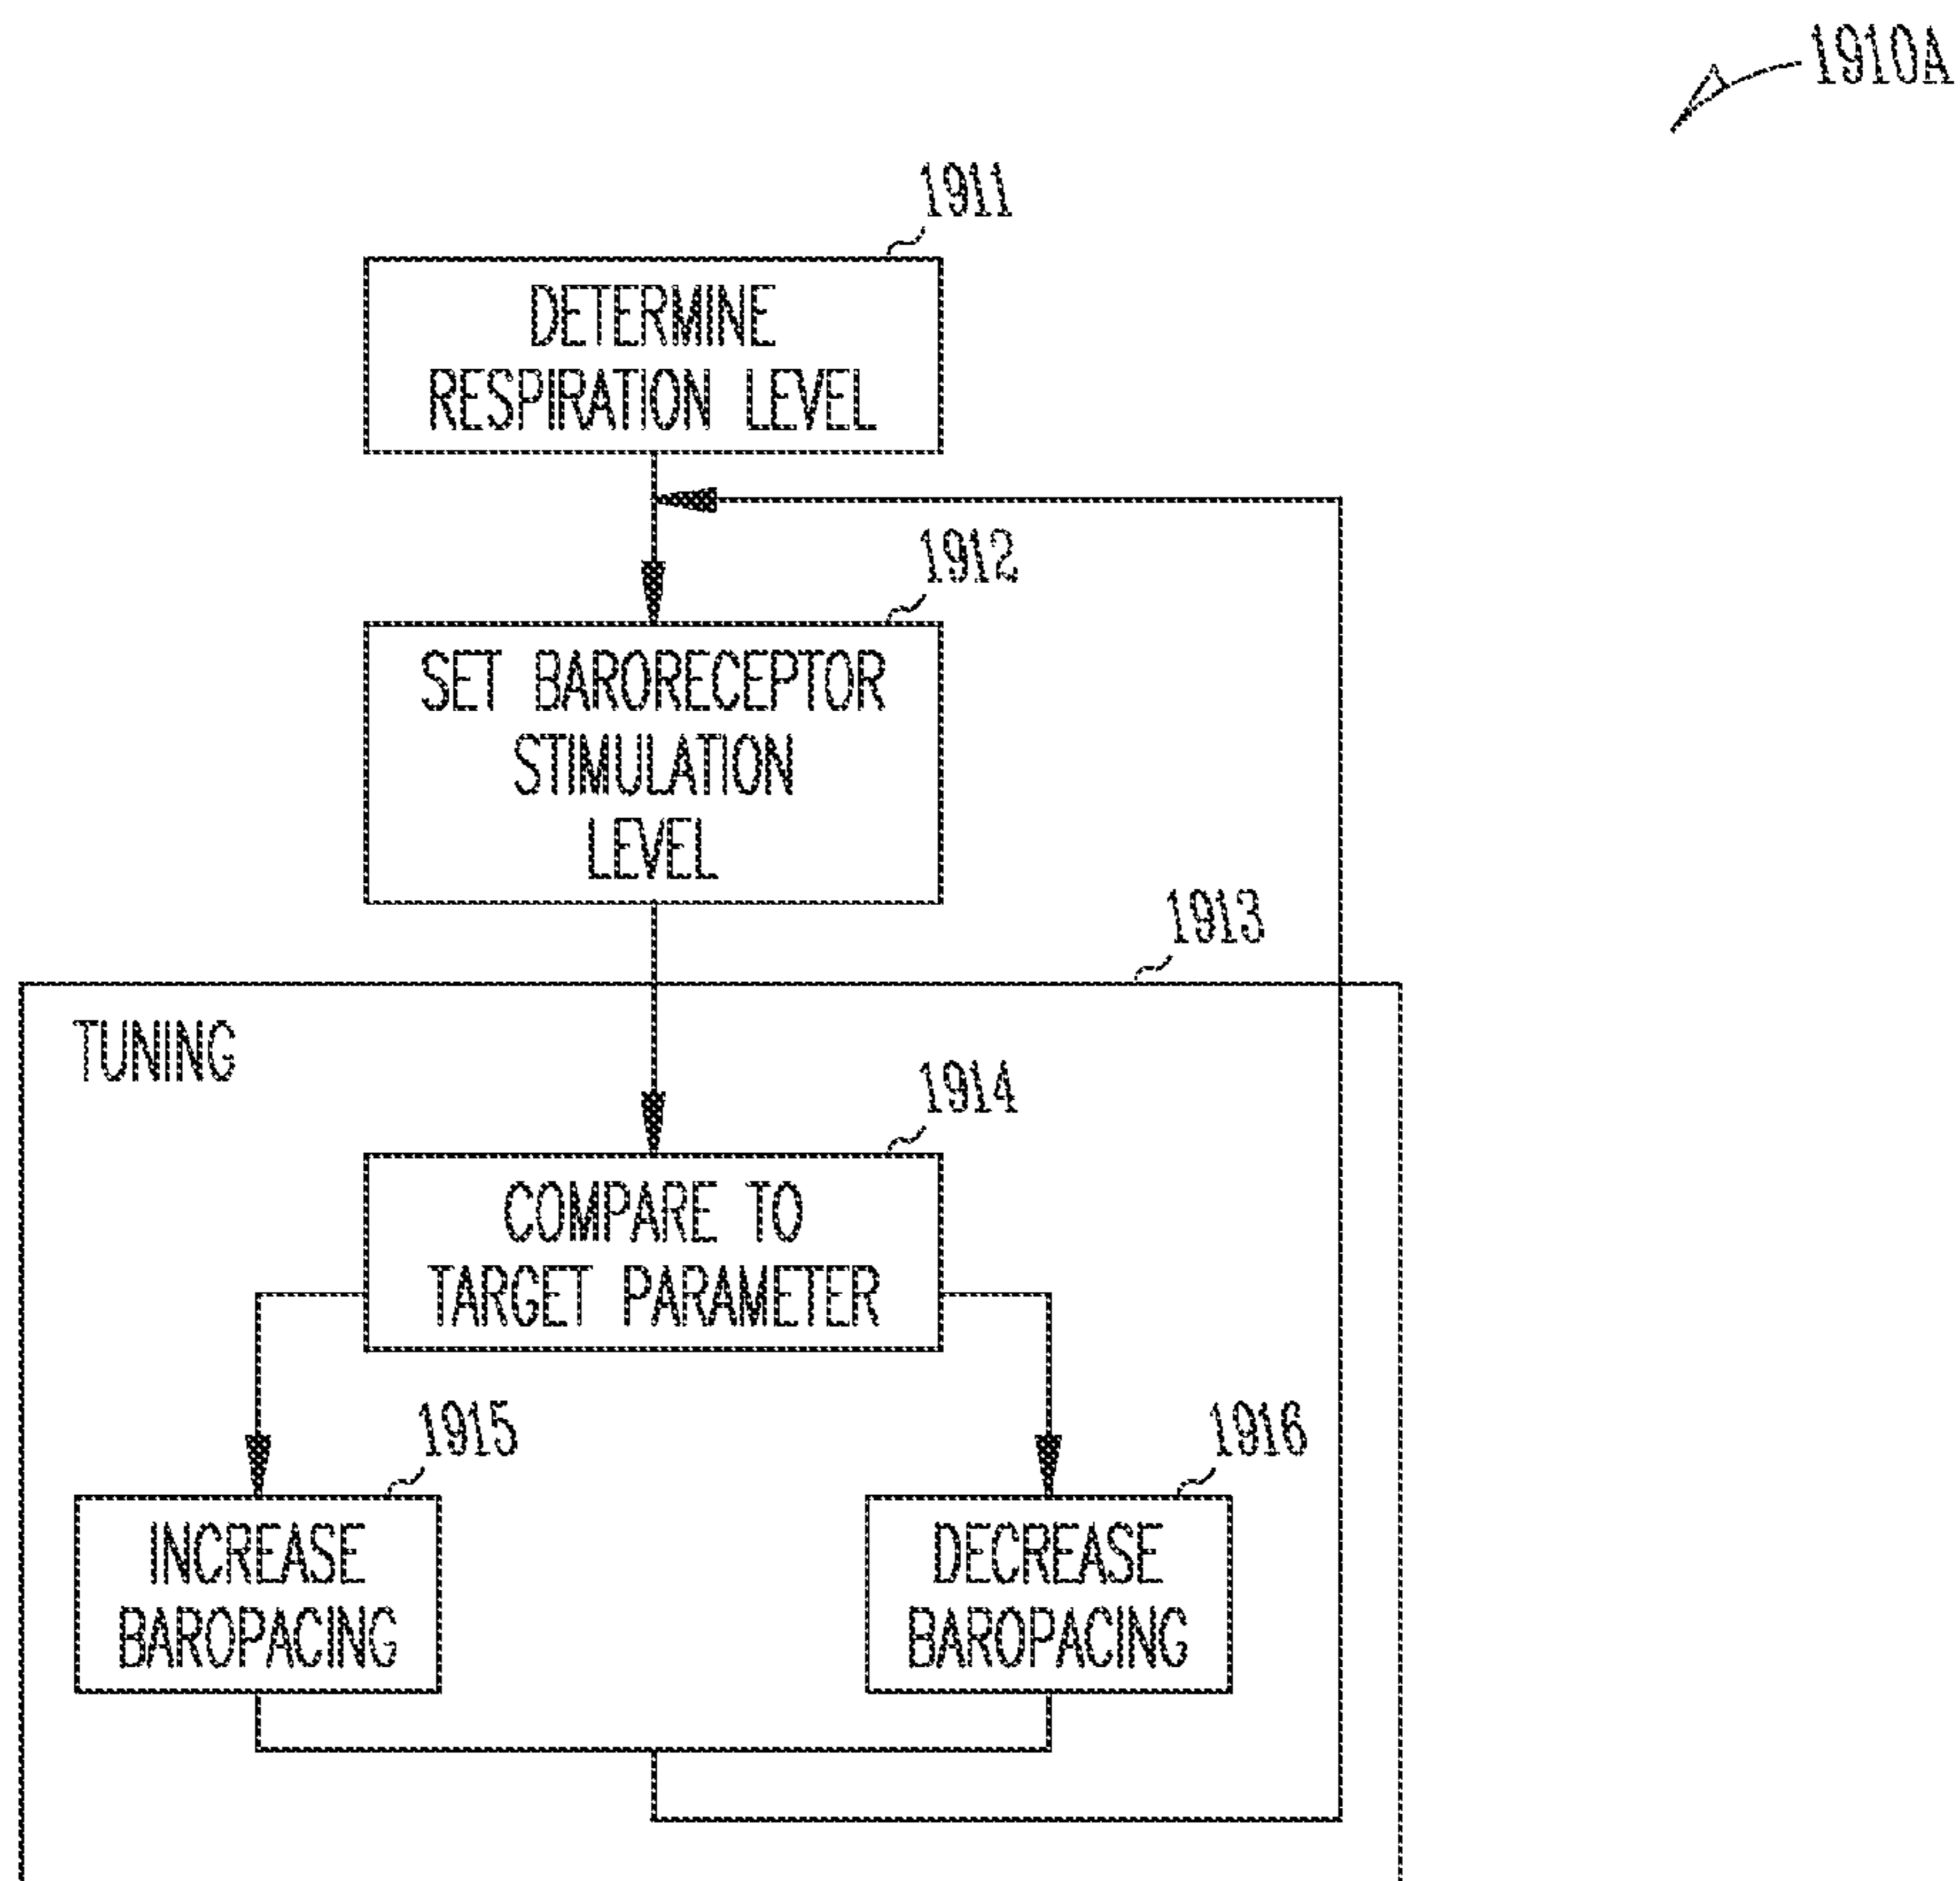 1910A
1911
DETERMINE
RESPIRATION LEVEL
1912
SET BARORECEPTOR
STIMULATION
LEVEL
1913
TUNING
1914
COMPARE TO
TARGET PARAMETER
1915
INCREASE
BAROPACING
1916
DECREASE
BAROPACING